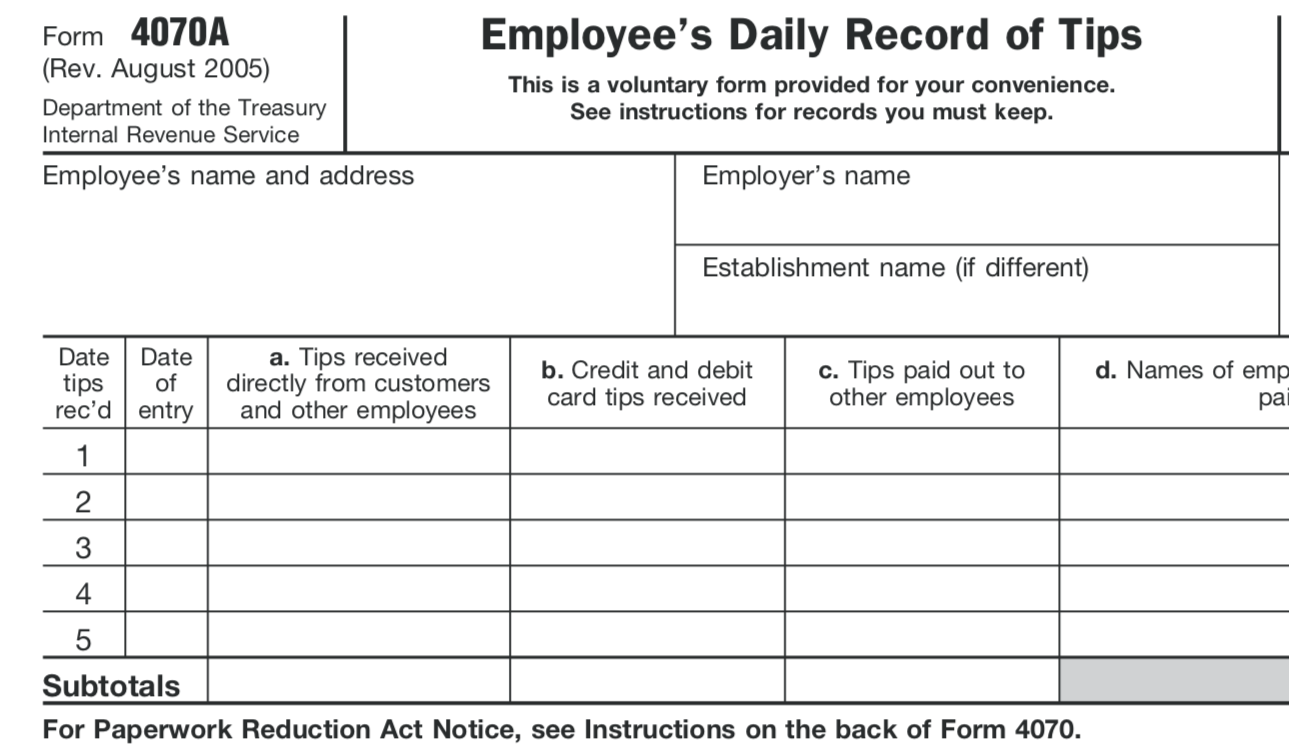 Form 4070A
(Rev. August 2005)
Department of the Treasury
Internal Revenue Service
Employee’s Daily Record of Tips
This is a voluntary form provided for your convenience.
See instructions for records you must keep.
Employee’s name and address
Employer’s name
Establishment name (if different)
Date
tips
rec’d
Date
of
entry
a. Tips received
directly from customers
and other employees
b. Credit and debit
card tips received
c. Tips paid out to
other employees
d. Names of emp
pai
1
2
3
4
5
Subtotals
For Paperwork Reduction Act Notice, see Instructions on the back of Form 4070.